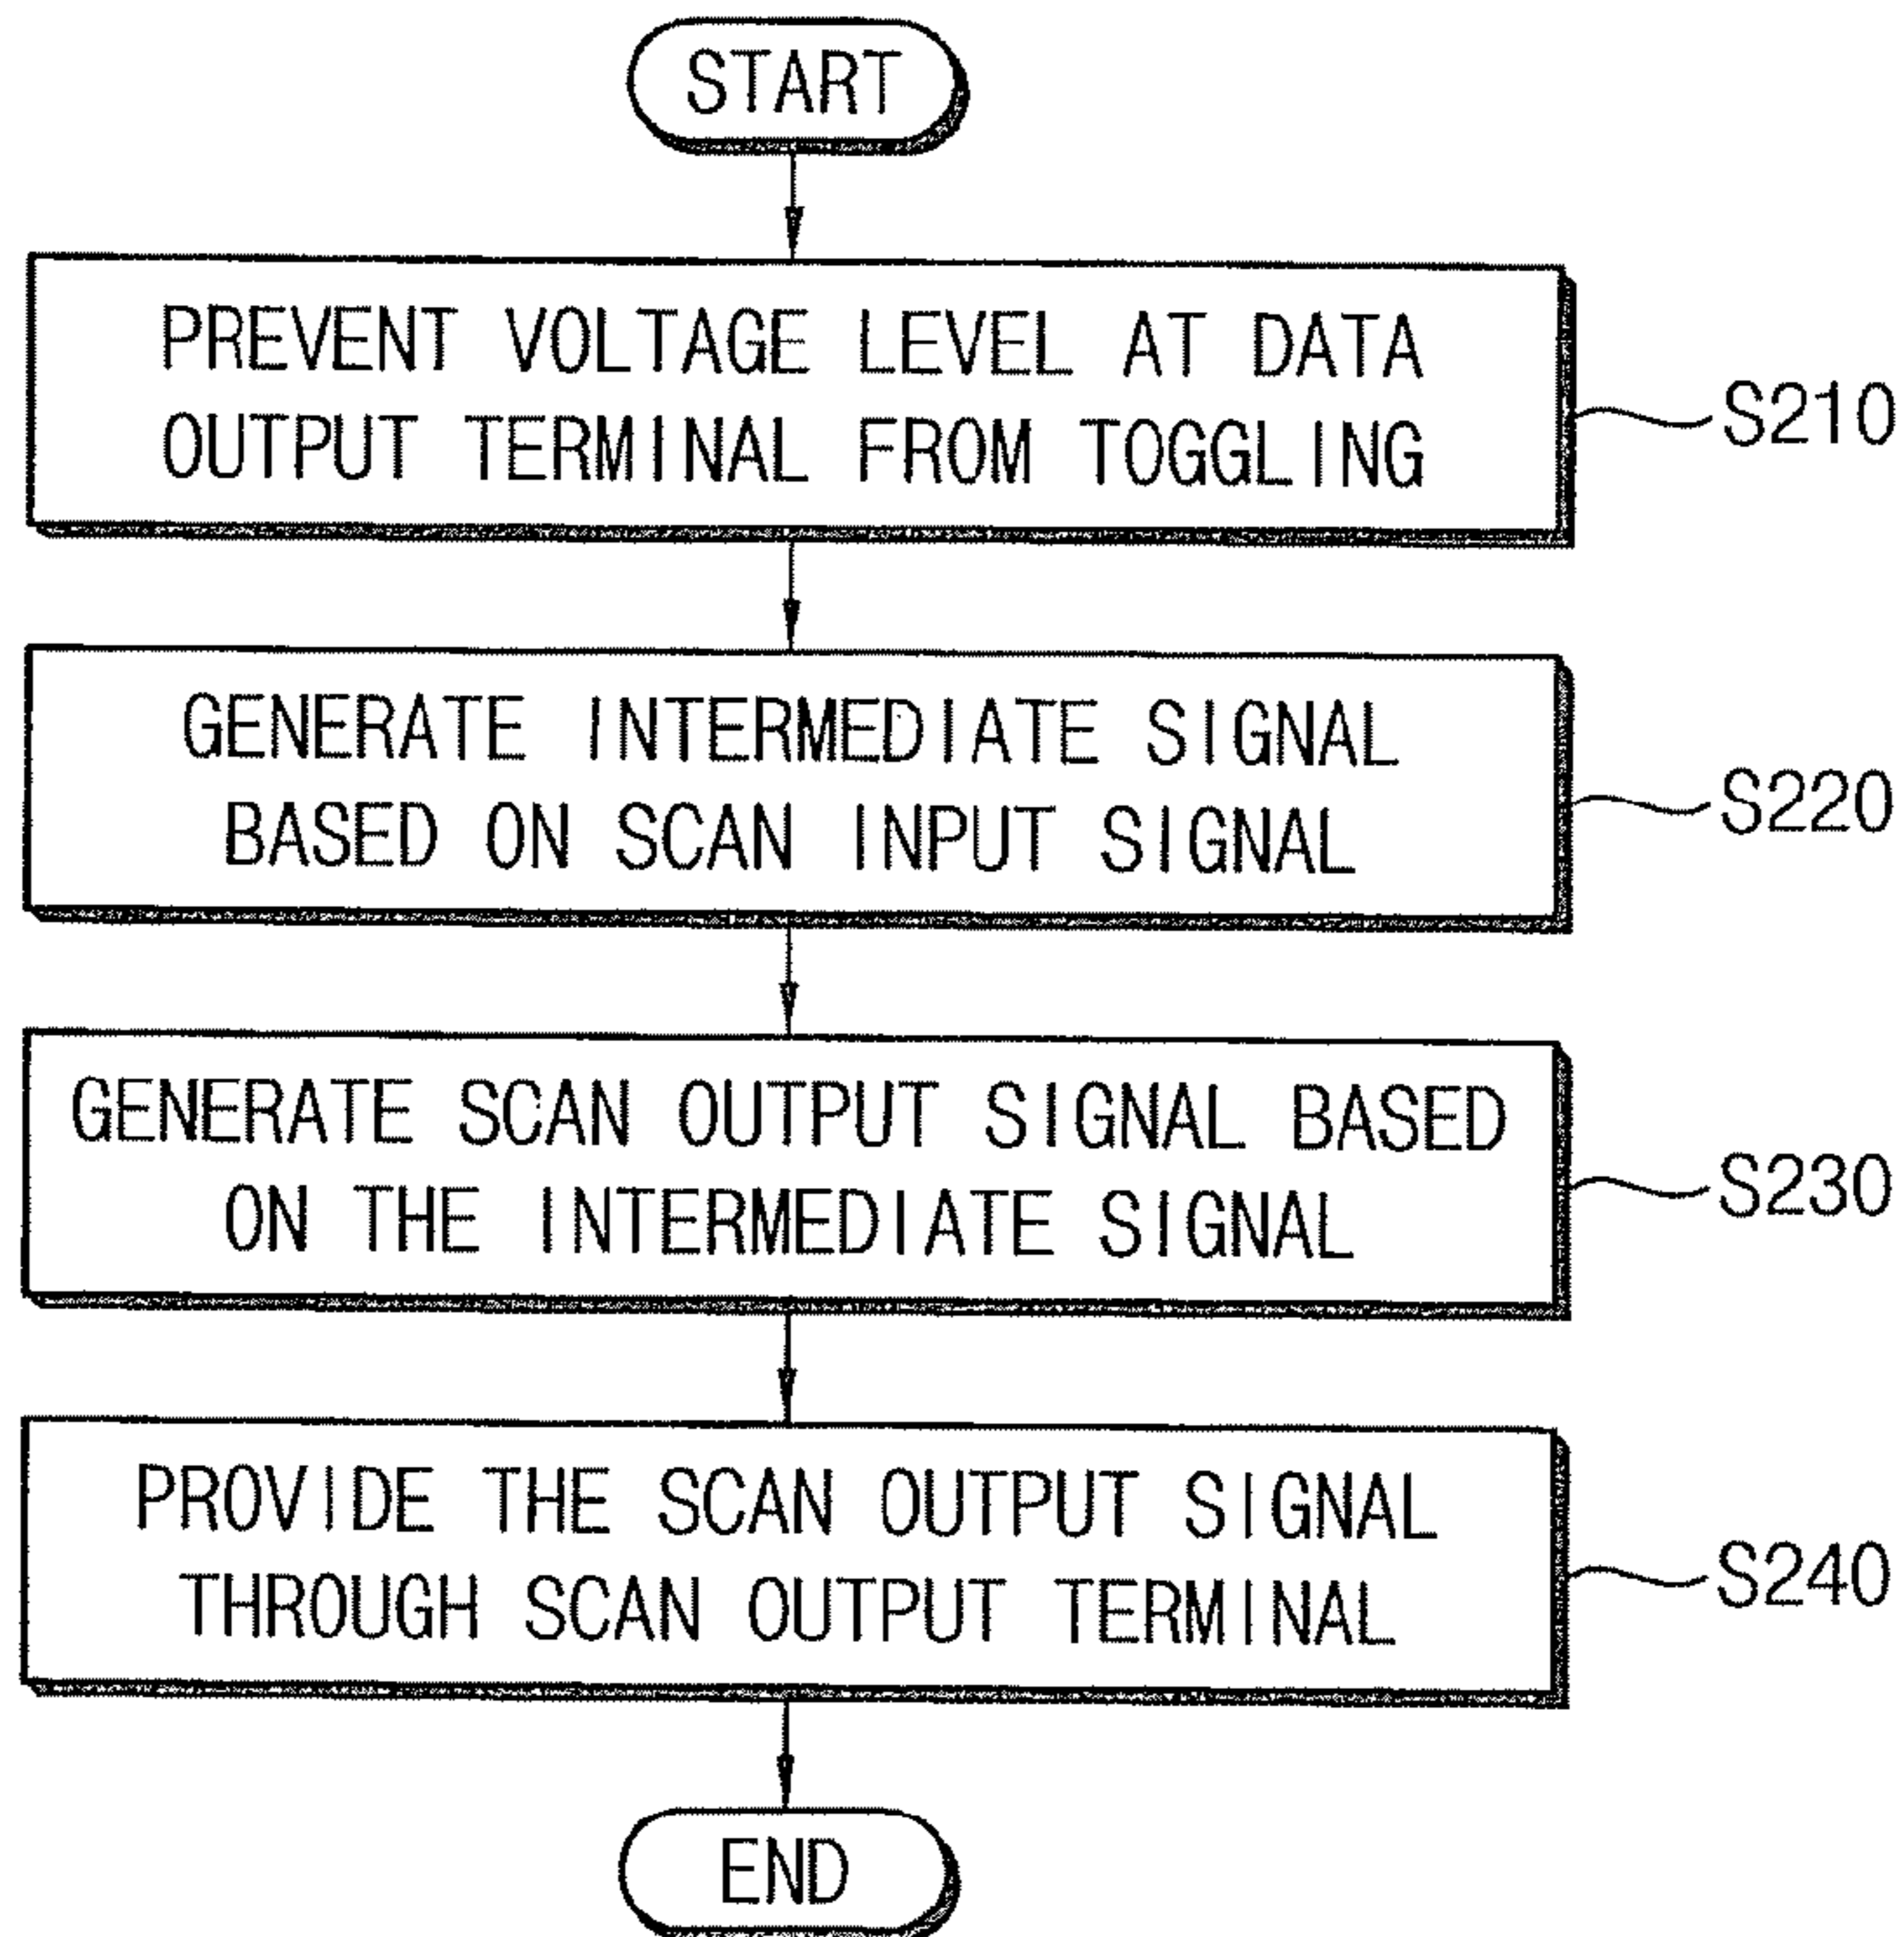 START
PREVENT VOLTAGE LEVEL AT DATA
OUTPUT TERMINAL FROM TOGGLING
S210
GENERATE INTERMEDIATE SIGNAL
BASED ON SCAN INPUT SIGNAL
S220
GENERATE SCAN OUTPUT SIGNAL BASED
ON THE INTERMEDIATE SIGNAL
S230
PROVIDE THE SCAN OUTPUT SIGNAL
THROUGH SCAN OUTPUT TERMINAL
S240
END